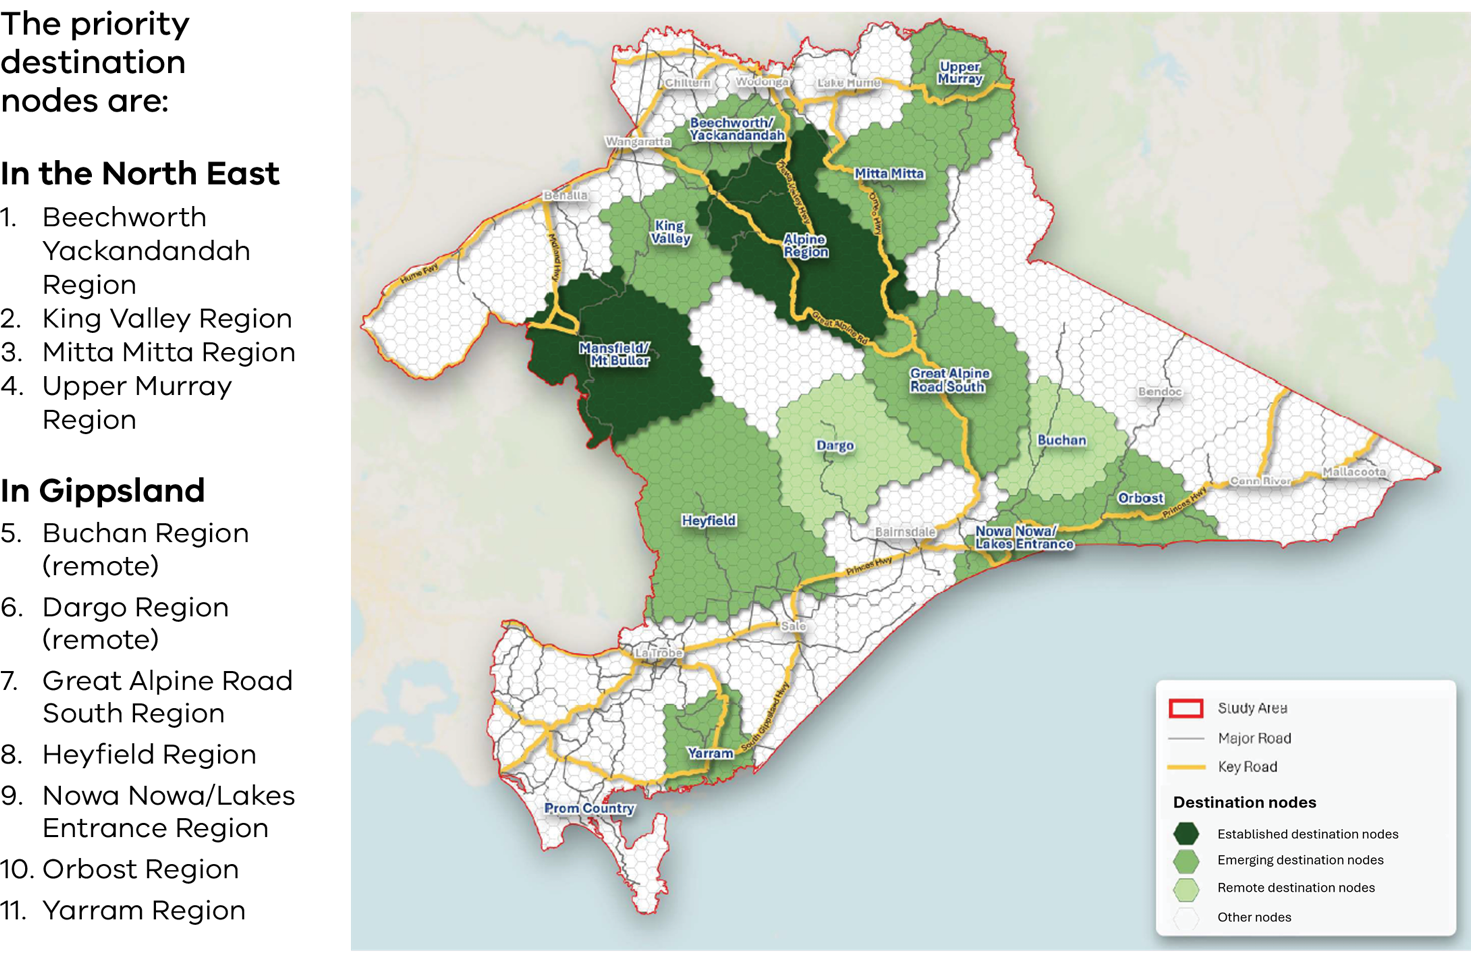 The priority
destination
nodes are:
In the North East
1. Beechworth
Yackandandah
Region
2. King Valley Region
3. Mitta Mitta Region
4. Upper Murray
Region
In Gippsland
5. Buchan Region
(remote)
6. Dargo Region
(remote)
7. Great Alpine Road
South Region
8. Heyfield Region
9. Nowa Nowa/Lakes
Entrance Region
10. Orbost Region
11. Yarram Region
Upper
Murray
Chiltern
Wodonga
Lake Hume
Beechworth/
Yackandandah
Wangaratta
Mitta Mitta
Benalla
King
Valley
Alpine
Region
Omeo Hwy
Midland Hwy
Hume Fwy
Great Alpine Rd
Mansfield/
Mt Buller
Great Alpine
Road South
Bendoc
Dargo
Buchan
Cann River
Mallacoota
Orbost
Princes Hwy
Heyfield
Bairnsdale
Nowa Nowa/
Lakes Entrance
Princes Hwy
Sale
La Trobe
South Gippsland Hwy
Yarram
Prom Country
Study Area
Major Road
Key Road
Destination nodes
Established destination nodes
Emerging destination nodes
Remote destination nodes
Other nodes